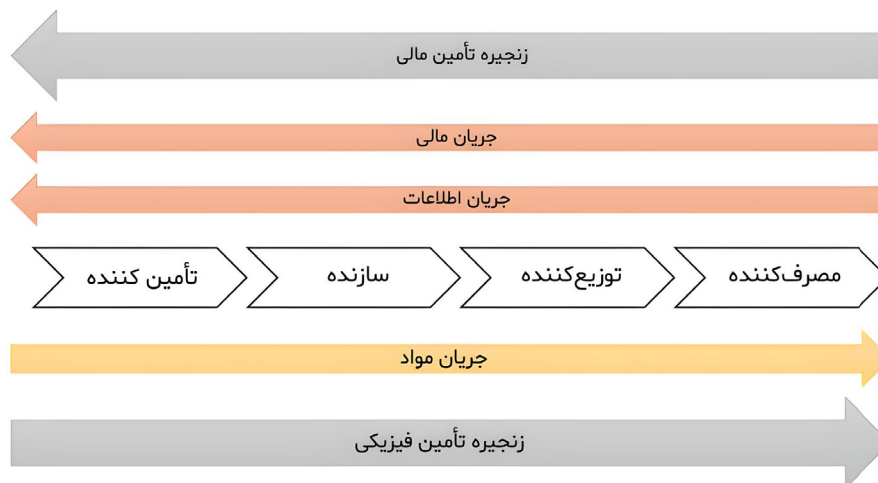 زنجیره تأمین مالی
جریان مالی
جریان اطلاعات
تأمین کننده
سازنده
توزیع‌کننده
مصرف‌کننده
جریان مواد
زنجیره تأمین فیزیکی